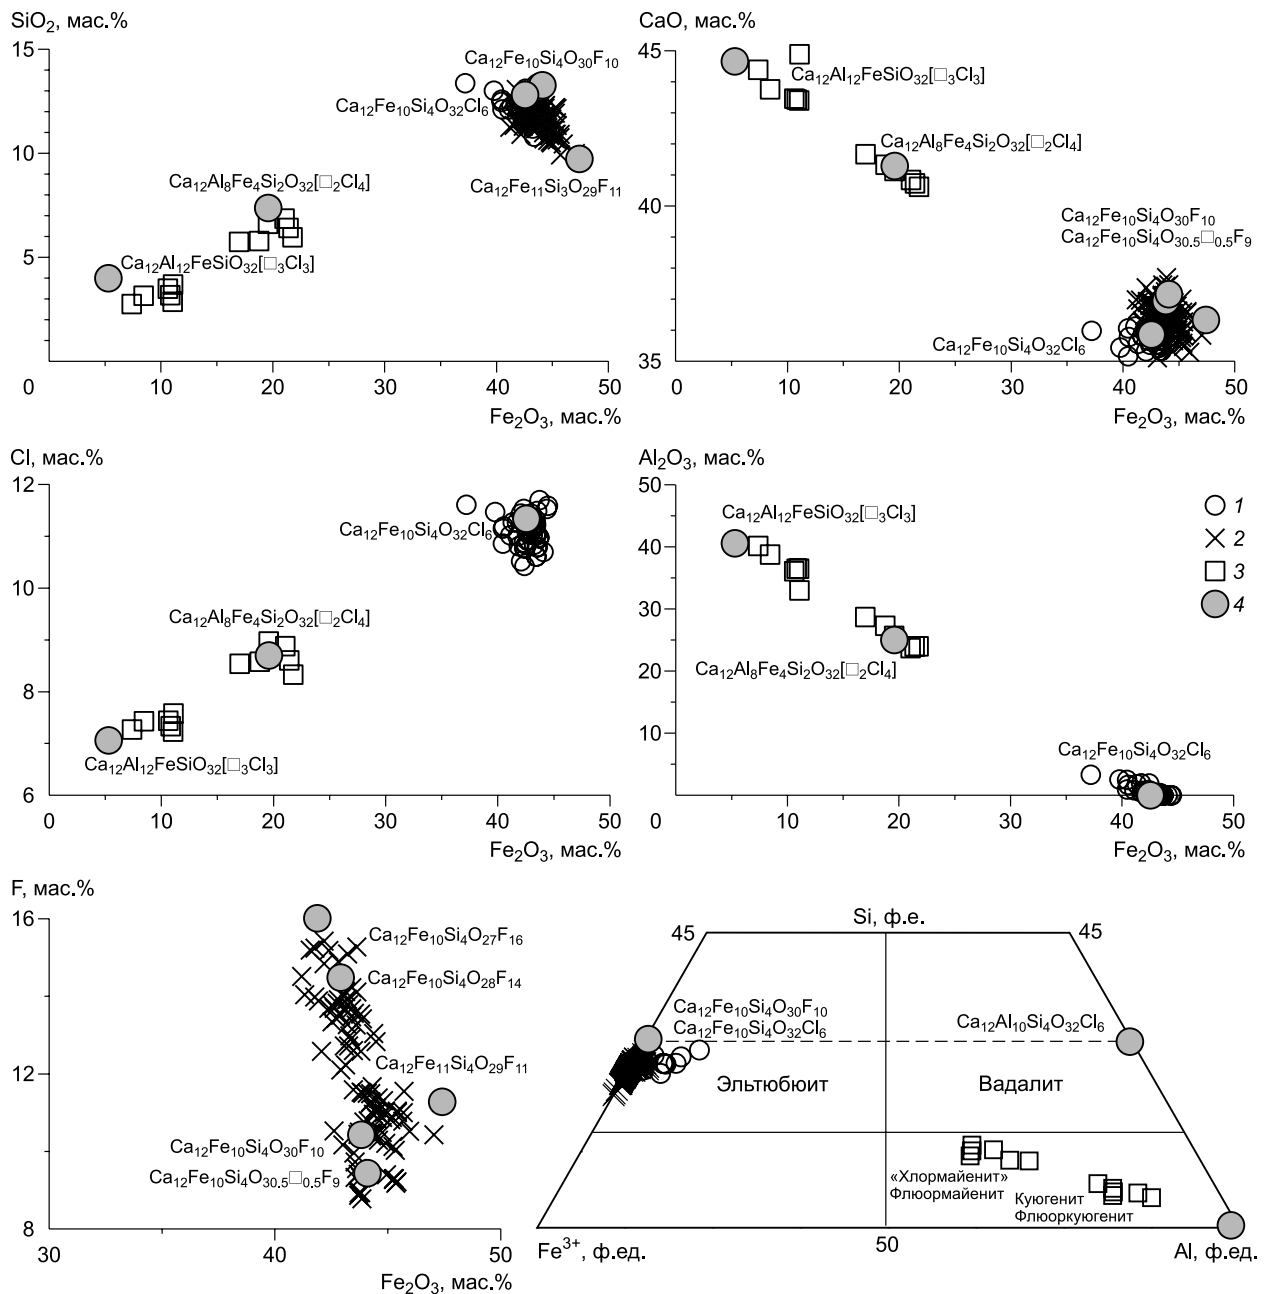 SiO₂, мас.%
15
10
5
0
10
20
30
40
50
Fe₂O₃, мас.%
Ca₁₂Fe₁₀Si₄O₃₀F₁₀
Ca₁₂Fe₁₀Si₄O₃₂Cl₆
Ca₁₂Fe₁₁Si₃O₂₉F₁₁
Ca₁₂Al₈Fe₄Si₂O₃₂[□₂Cl₄]
Ca₁₂Al₁₂FeSiO₃₂[□₃Cl₃]
CaO, мас.%
45
40
35
0
10
20
30
40
50
Fe₂O₃, мас.%
Ca₁₂Al₁₂FeSiO₃₂[□₃Cl₃]
Ca₁₂Al₈Fe₄Si₂O₃₂[□₂Cl₄]
Ca₁₂Fe₁₀Si₄O₃₀F₁₀
Ca₁₂Fe₁₀Si₄O₃₀.₅□₀.₅F₉
Ca₁₂Fe₁₀Si₄O₃₂Cl₆
Cl, мас.%
12
10
8
6
0
10
20
30
40
50
Fe₂O₃, мас.%
Ca₁₂Fe₁₀Si₄O₃₂Cl₆
Ca₁₂Al₈Fe₄Si₂O₃₂[□₂Cl₄]
Ca₁₂Al₁₂FeSiO₃₂[□₃Cl₃]
Al₂O₃, мас.%
50
40
30
20
10
0
10
20
30
40
50
Fe₂O₃, мас.%
Ca₁₂Al₁₂FeSiO₃₂[□₃Cl₃]
Ca₁₂Al₈Fe₄Si₂O₃₂[□₂Cl₄]
Ca₁₂Fe₁₀Si₄O₃₂Cl₆
1
2
3
4
F, мас.%
16
12
8
30
40
50
Fe₂O₃, мас.%
Ca₁₂Fe₁₀Si₄O₂₇F₁₆
Ca₁₂Fe₁₀Si₄O₂₈F₁₄
Ca₁₂Fe₁₁Si₄O₂₉F₁₁
Ca₁₂Fe₁₀Si₄O₃₀F₁₀
Ca₁₂Fe₁₀Si₄O₃₀.₅□₀.₅F₉
Si, ф.е.
45
45
Ca₁₂Fe₁₀Si₄O₃₀F₁₀
Ca₁₂Fe₁₀Si₄O₃₂Cl₆
Ca₁₂Al₁₀Si₄O₃₂Cl₆
Эльтюбюит
Вадалит
«Хлормайенит»
Флюормайенит
Куюгенит
Флюоркуюгенит
Fe³⁺, ф.ед.
50
Al, ф.ед.